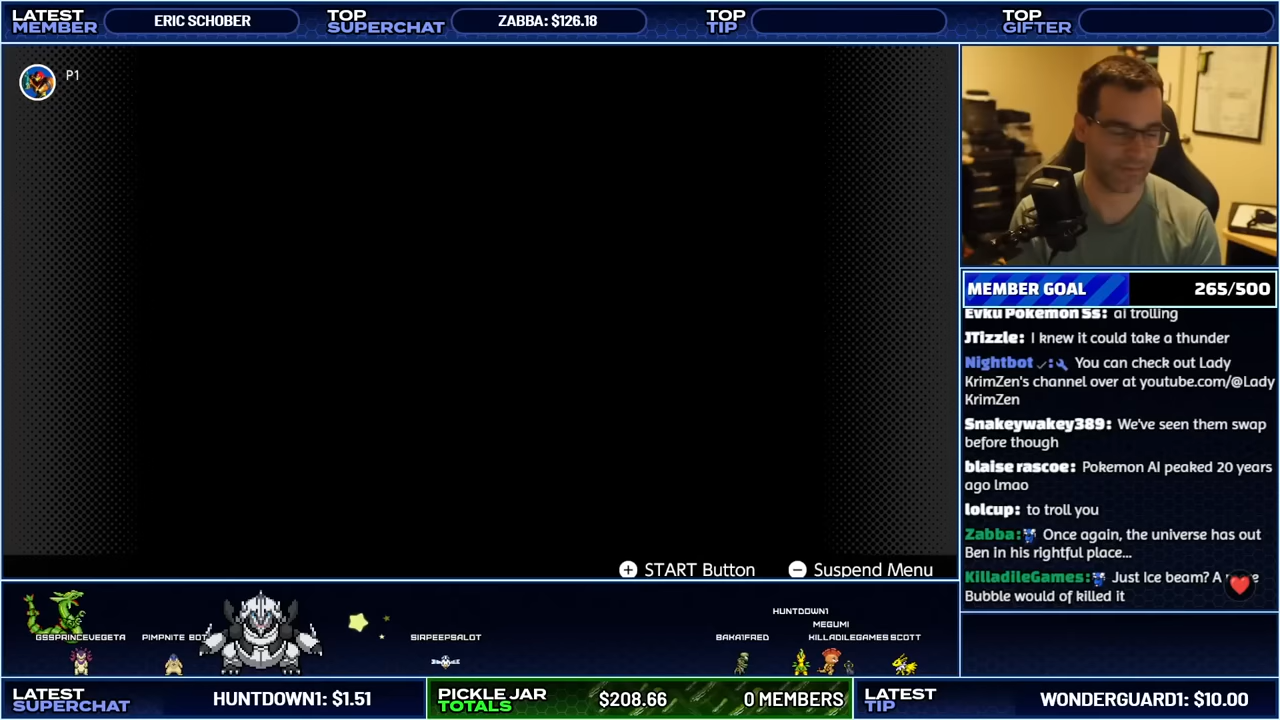 LATEST MEMBER
ERIC SCHOBER
TOP SUPERCHAT
ZABBA: $126.18
TOP TIP
TOP GIFTER
P1
START Button
Suspend Menu
MEMBER GOAL
265/500
Evku Pokemon Ss: ai trolling
JTizzle: I knew it could take a thunder
Nightbot : You can check out Lady
KrimZen's channel over at youtube.com/@Lady
KrimZen
Snakeywakey389: We've seen them swap
before though
blaise rascoe: Pokemon AI peaked 20 years
ago lmao
lolcup: to troll you
Zabba: Once again, the universe has out
Ben in his rightful place...
KilladileGames: Just Ice beam? A
Bubble would of killed it
HUNTDOWN1
MEGUMI
GSSPRINCEVEGETA
PIMPNITE BOT
SIRPEEPSALOT
BAKA1FRED
KILLADILEGAMES
SCOTT
LATEST SUPERCHAT
HUNTDOWN1: $1.51
PICKLE JAR TOTALS
$208.66
0 MEMBERS
LATEST TIP
WONDERGUARD1: $10.00